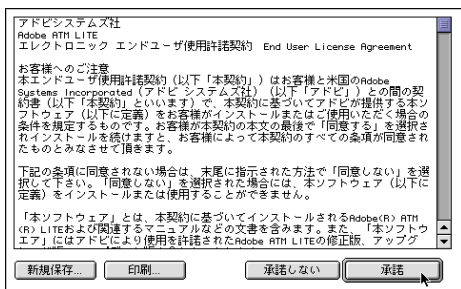 アドビシステムズ社
Adobe ATM LITE
エレクトロニック エンドユーザ使用許諾契約 End User License Agreement
お客様へのご注意
本エンドユーザ使用許諾契約（以下「本契約」）はお客様と米国のAdobe
Systems Incorporated（アドビ システムズ社）（以下「アドビ」）との間の契
約書（以下「本契約」といいます）で、本契約に基づいてアドビが提供する本ソ
フトウェア（以下に定義）をお客様がインストールまたはご使用いただく場合の
条件を規定するものです。お客様が本契約の本文の最後で「同意する」を選択さ
れインストールを続けますと、お客様によって本契約のすべての条項が同意され
たものとみなさせて頂きます。
下記の条項に同意されない場合は、末尾に指示された方法で「同意しない」を選
択して下さい。「同意しない」を選択された場合には、本ソフトウェア（以下に
定義）をインストールまたは使用することができません。
「本ソフトウェア」とは、本契約に基づいてインストールされるAdobe(R) ATM
(R) LITEおよび関連するマニュアルなどの文書を含みます。また、「本ソフトウ
エア」にはアドビにより使用を許諾されたAdobe ATM LITEの修正版、アップグ
新規保存... 印刷... 承諾しない 承諾